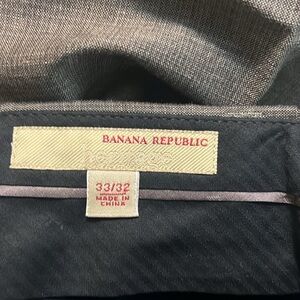 BANANA REPUBLIC
33/32
MADE IN
CHINA